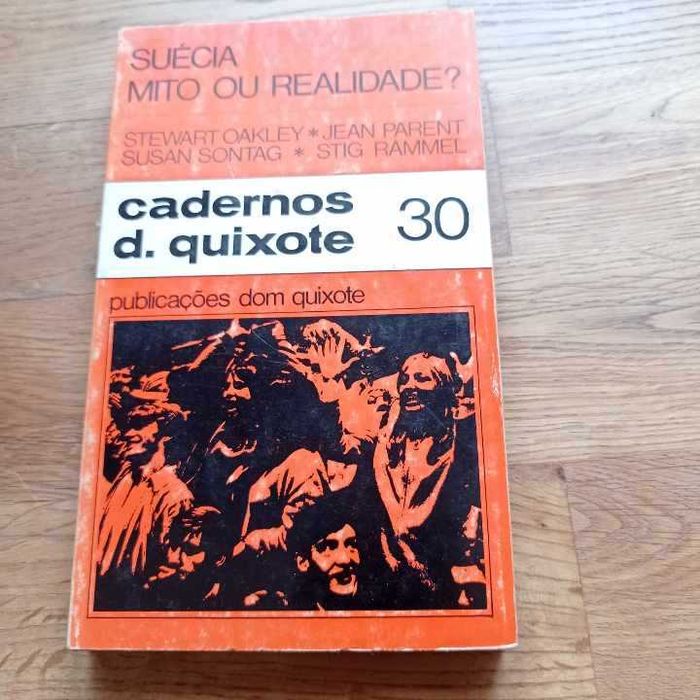 SUÉCIA
MITO OU REALIDADE?
STEWART OAKLEY * JEAN PARENT
SUSAN SONTAG * STIG RAMMEL
cadernos
d. quixote
30
publicações dom quixote